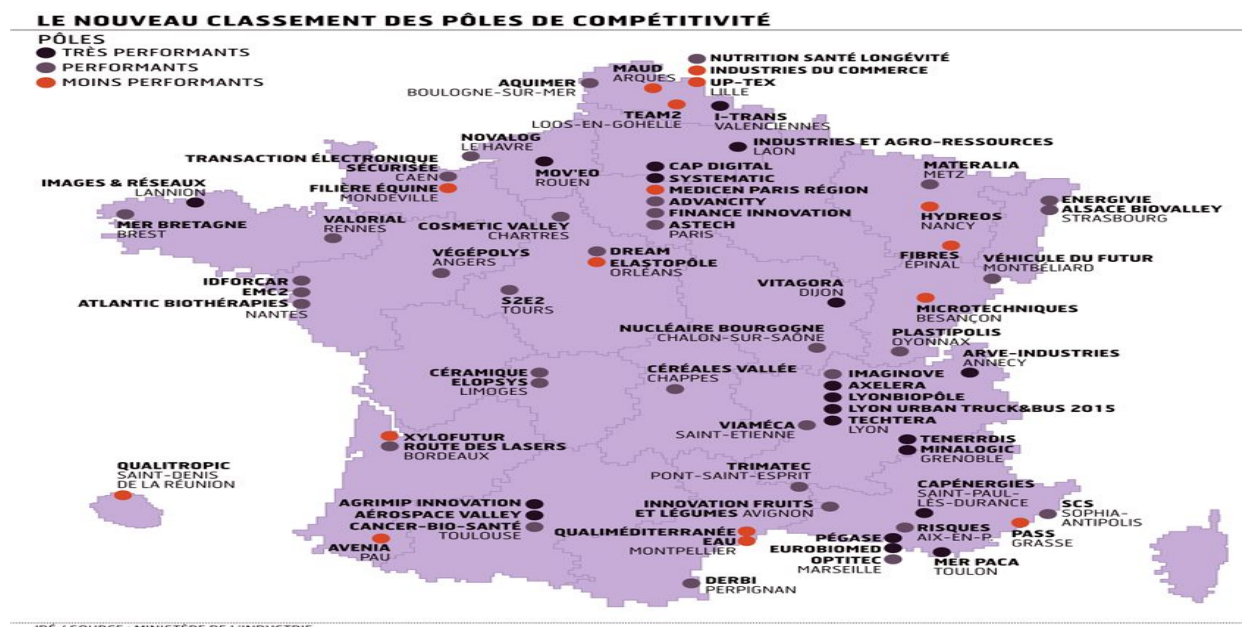 LE NOUVEAU CLASSEMENT DES PÔLES DE COMPÉTITIVITÉ
PÔLES
TRÈS PERFORMANTS
PERFORMANTS
MOINS PERFORMANTS
NUTRITION SANTÉ LONGÉVITÉ
INDUSTRIES DU COMMERCE
UP-TEX
LILLE
MAUD
ARQUES
AQUIMER
BOULOGNE-SUR-MER
TEAM2
LOOS-EN-GOHELLE
I-TRANS
VALENCIENNES
INDUSTRIES ET AGRO-RESSOURCES
LAON
NOVALOG
LE HAVRE
MOV'EO
ROUEN
TRANSACTION ÉLECTRONIQUE
SÉCURISÉE
CAEN
FILIÈRE ÉQUINE
MONDEVILLE
CAP DIGITAL
SYSTEMATIC
MEDICEN PARIS RÉGION
ADVANCITY
FINANCE INNOVATION
ASTECH
PARIS
MATERALIA
METZ
HYDREOS
NANCY
ENERGIVIE
ALSACE BIOVALLEY
STRASBOURG
IMAGES & RÉSEAUX
LANNION
MER BRETAGNE
BREST
VALORIAL
RENNES
COSMETIC VALLEY
CHARTRES
DREAM
ELASTOPÔLE
ORLÉANS
FIBRES
ÉPINAL
VÉHICULE DU FUTUR
MONTBÉLIARD
VÉGÉPOLYS
ANGERS
IDFORCAR
EMC2
ATLANTIC BIOTHÉRAPIES
NANTES
S2E2
TOURS
VITAGORA
DIJON
MICROTECHNIQUES
BESANÇON
NUCLÉAIRE BOURGOGNE
CHALON-SUR-SAÔNE
PLASTIPOLIS
OYONNAX
ARVE-INDUSTRIES
ANNECY
CÉRAMIQUE
ELOPSYS
LIMOGES
CÉRÉALES VALLÉE
CHAPPES
IMAGINOVE
AXELERA
LYONBIOPÔLE
LYON URBAN TRUCK&BUS 2015
TECHTERA
LYON
VIAMÉCA
SAINT-ETIENNE
TENERRDIS
MINALOGIC
GRENOBLE
XYLOFUTUR
ROUTE DES LASERS
BORDEAUX
QUALITROPIC
SAINT-DENIS
DE LA RÉUNION
TRIMATEC
PONT-SAINT-ESPRIT
AGRIMIP INNOVATION
AÉROSPACE VALLEY
CANCER-BIO-SANTÉ
TOULOUSE
INNOVATION FRUITS
ET LÉGUMES AVIGNON
CAPÉNERGIES
SAINT-PAUL-
LÈS-DURANCE
SCS
SOPHIA-
ANTIPOLIS
AVENIA
PAU
QUALIMÉDITERRANÉE
EAU
MONTPELLIER
RISQUES
AIX-EN-P.
PASS
GRASSE
PÉGASE
EUROBIOMED
OPTITEC
MARSEILLE
MER PACA
TOULON
DERBI
PERPIGNAN
IDÉ / SOURCE : MINISTÈRE DE L'INDUSTRIE